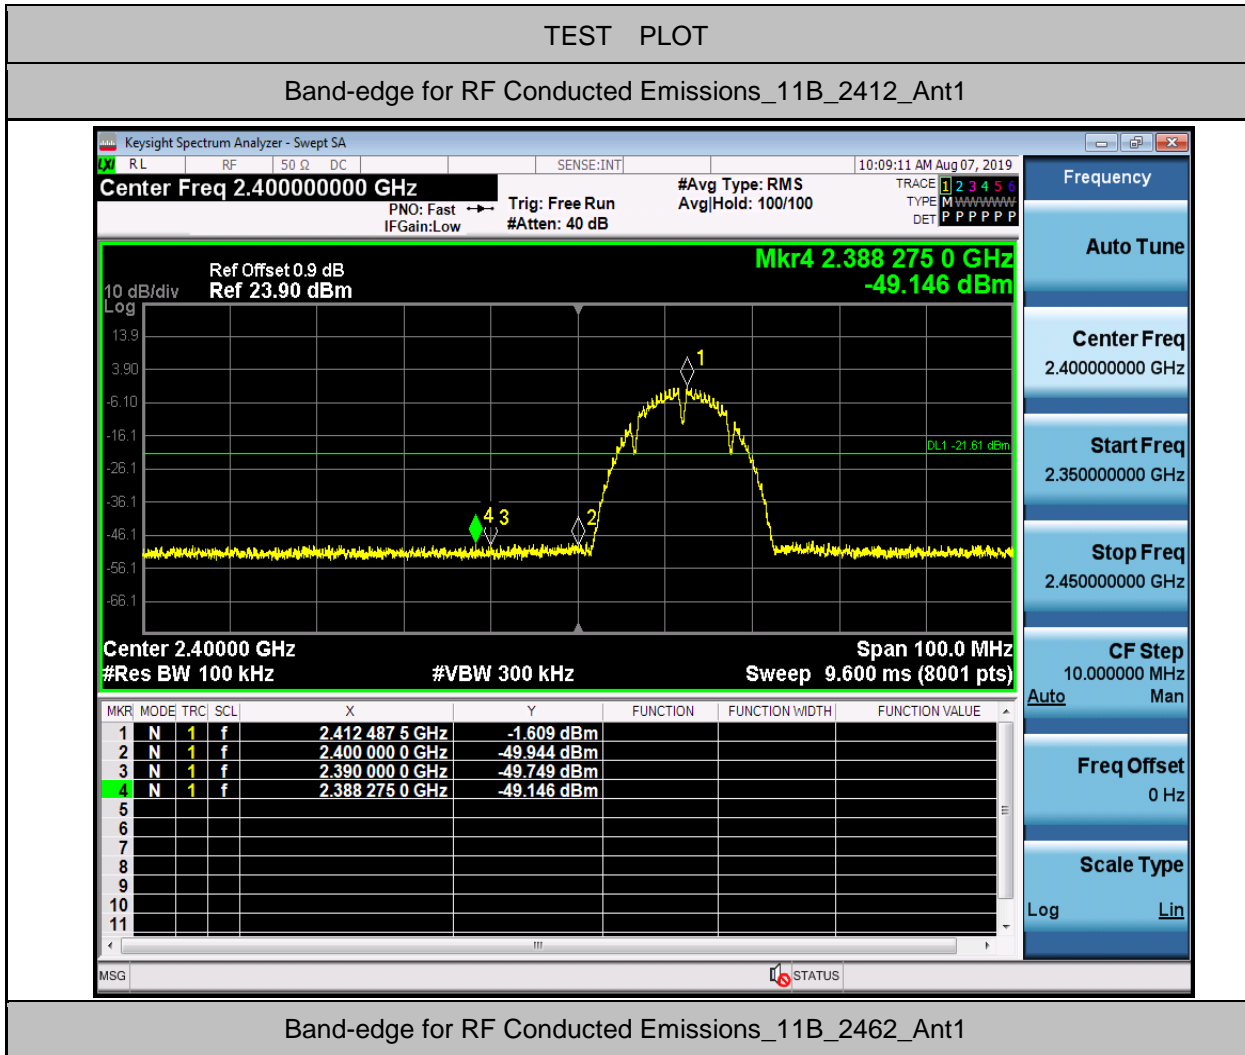 TEST PLOT
Band-edge for RF Conducted Emissions_11B_2412_Ant1
Keysight Spectrum Analyzer - Swept SA
LXI RL RF 50 Ω DC SENSE:INT 10:09:11 AM Aug 07, 2019
Center Freq 2.400000000 GHz
PNO: Fast
IFGain:Low
Trig: Free Run
#Atten: 40 dB
#Avg Type: RMS
Avg|Hold: 100/100
TRACE 1 2 3 4 5 6
TYPE M WWWWW
DET P P P P P P
Frequency
Auto Tune
Mkr4 2.388 275 0 GHz
-49.146 dBm
Ref Offset 0.9 dB
10 dB/div Ref 23.90 dBm
Log
13.9
3.90
-6.10
-16.1
-26.1
-36.1
-46.1
-56.1
-66.1
1
DL1 -21.61 dBm
4 3 2
Center 2.40000 GHz Span 100.0 MHz
#Res BW 100 kHz #VBW 300 kHz Sweep 9.600 ms (8001 pts)
Center Freq
2.400000000 GHz
Start Freq
2.350000000 GHz
Stop Freq
2.450000000 GHz
CF Step
10.000000 MHz
Auto Man
Freq Offset
0 Hz
Scale Type
Log Lin
MKR MODE TRC SCL X Y FUNCTION FUNCTION WIDTH FUNCTION VALUE
1 N 1 f 2.412 487 5 GHz -1.609 dBm
2 N 1 f 2.400 000 0 GHz -49.944 dBm
3 N 1 f 2.390 000 0 GHz -49.749 dBm
4 N 1 f 2.388 275 0 GHz -49.146 dBm
5
6
7
8
9
10
11
MSG STATUS
Band-edge for RF Conducted Emissions_11B_2462_Ant1